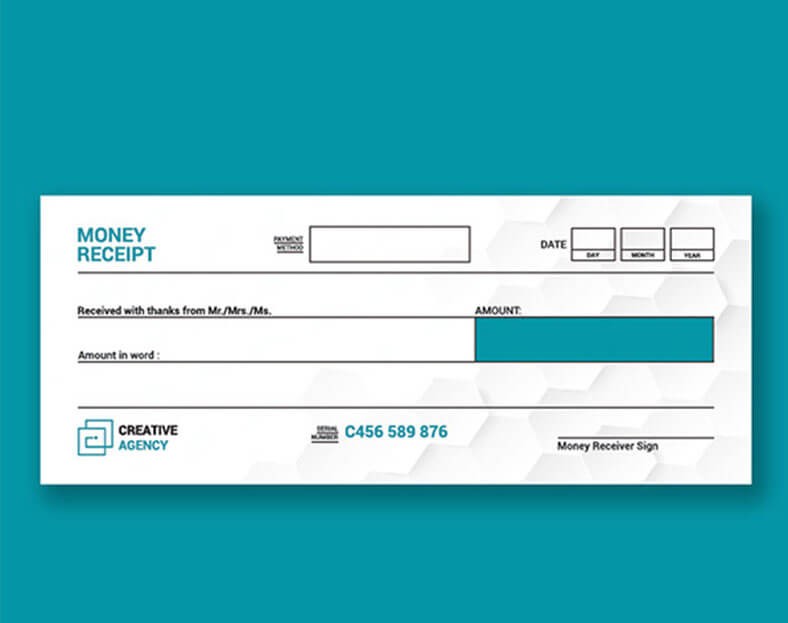 MONEY
RECEIPT
PAYMENT
METHOD
DATE
DAY
MONTH
YEAR
Received with thanks from Mr./Mrs./Ms.
AMOUNT:
Amount in word :
CREATIVE
AGENCY
SERIAL
NUMBER
C456 589 876
Money Receiver Sign